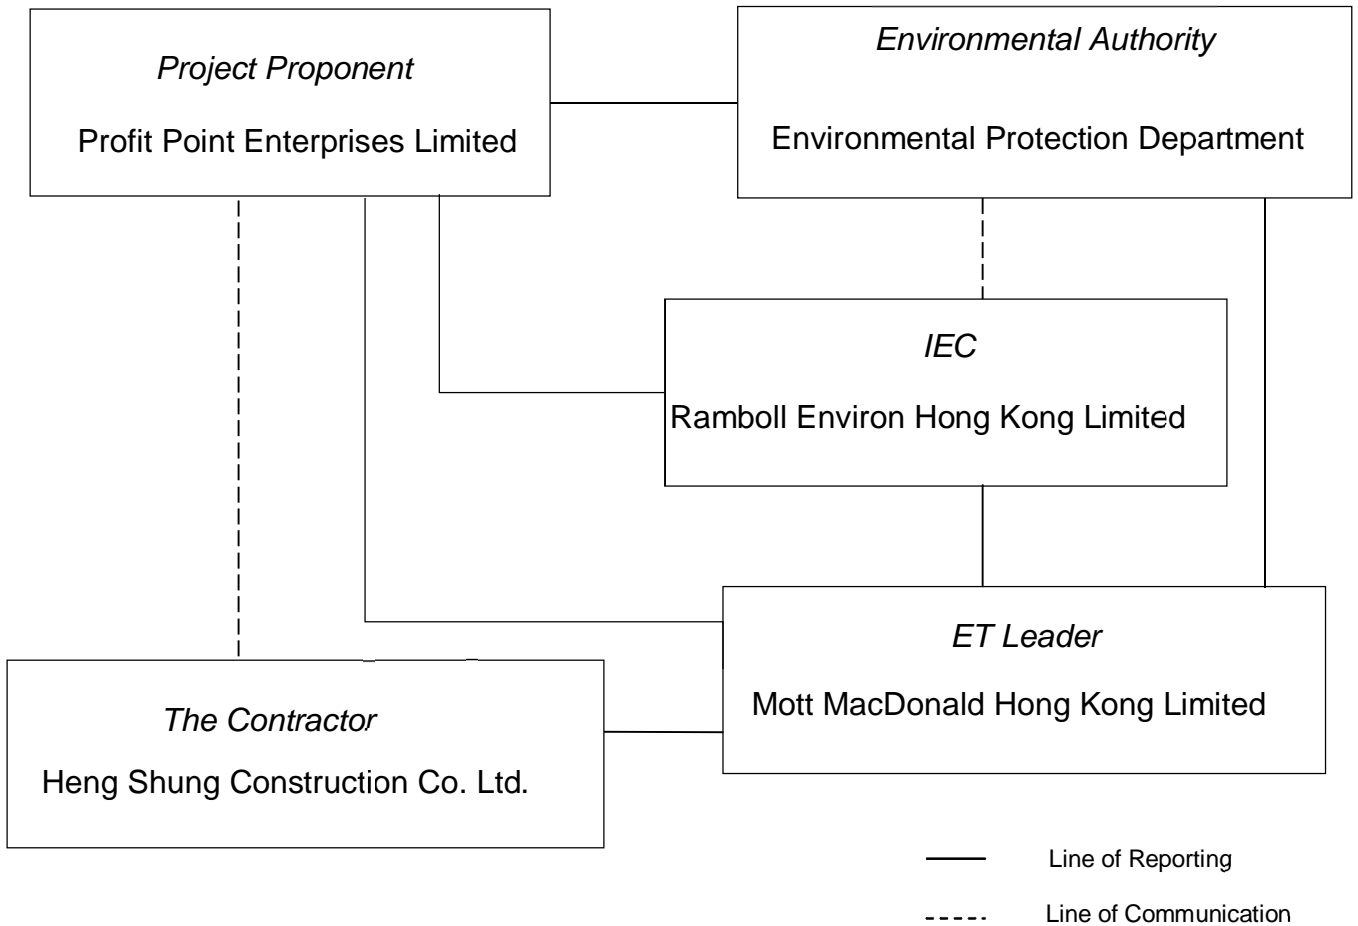 Project Proponent
Profit Point Enterprises Limited
Environmental Authority
Environmental Protection Department
IEC
Ramboll Environ Hong Kong Limited
ET Leader
Mott MacDonald Hong Kong Limited
The Contractor
Heng Shung Construction Co. Ltd.
Line of Reporting
Line of Communication